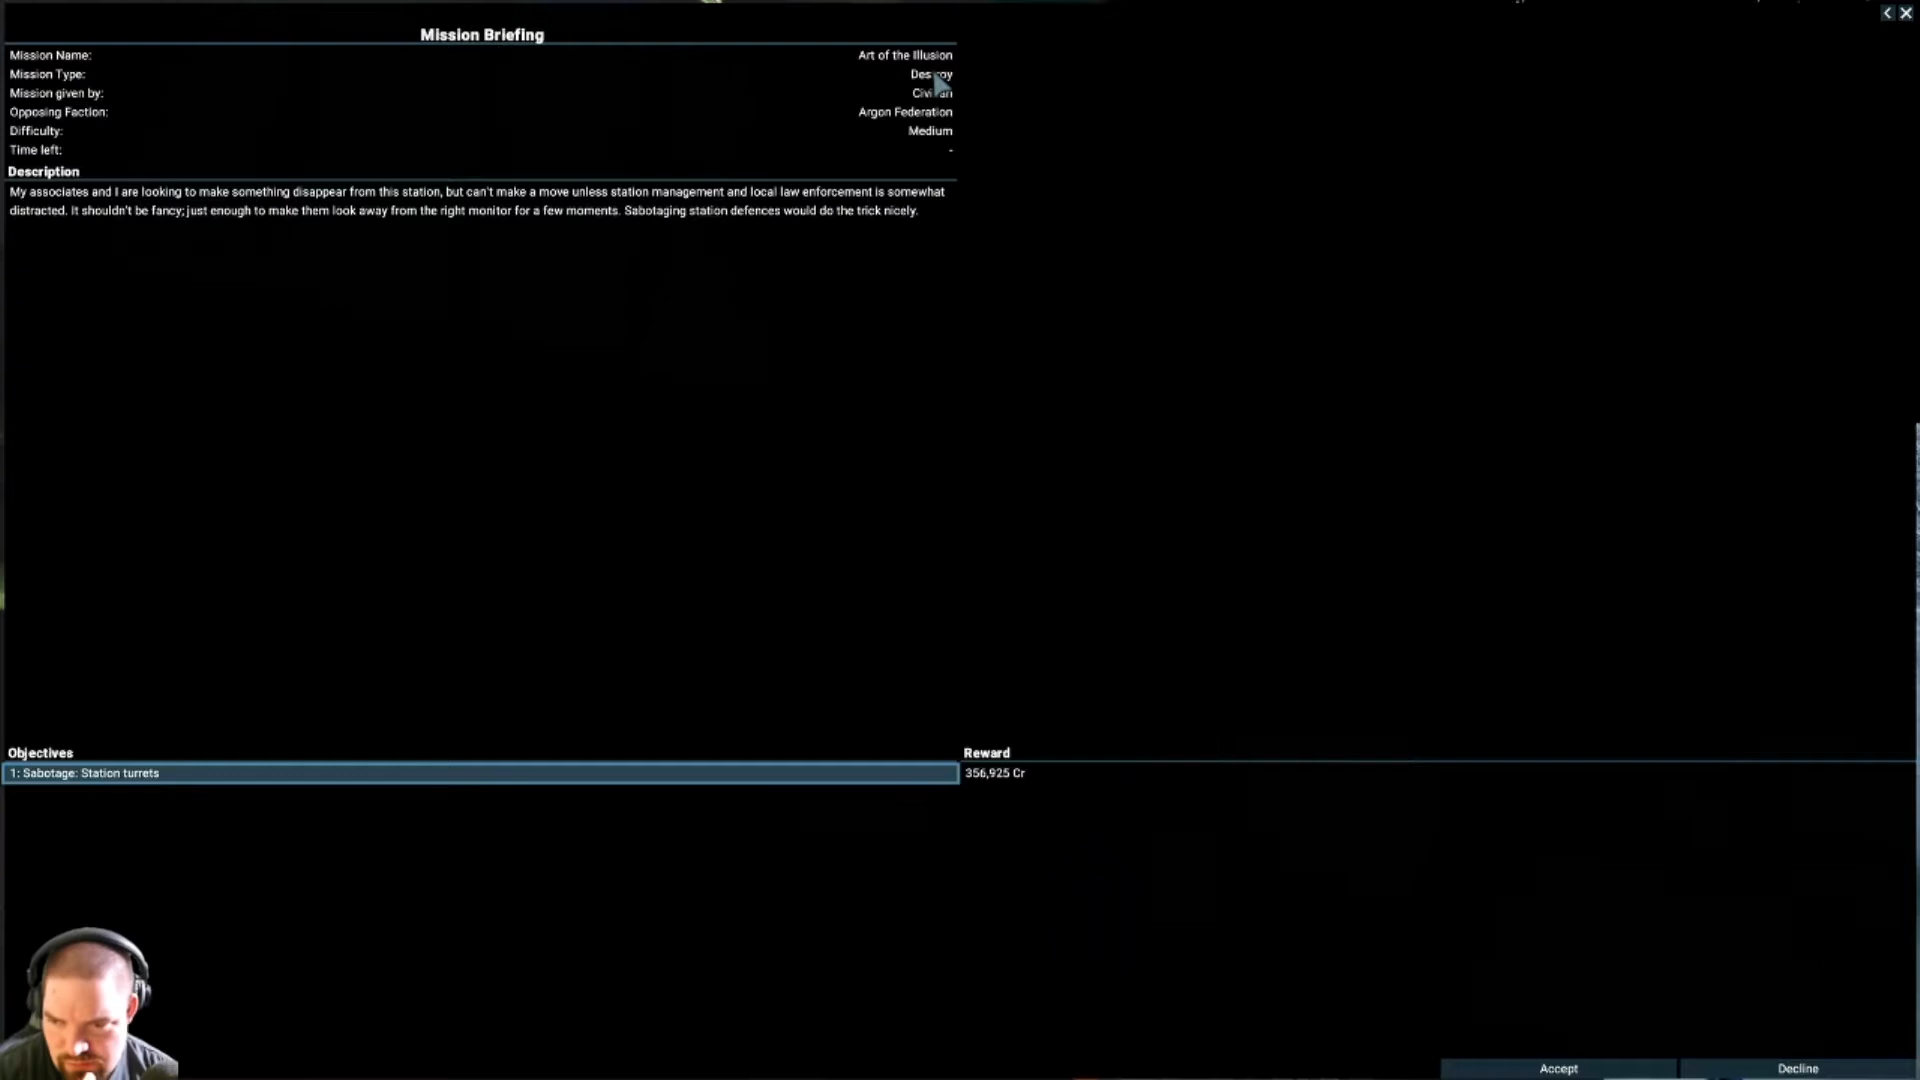 Mission Briefing
Mission Name: Art of the Illusion
Mission Type: Destroy
Mission given by: Civilian
Opposing Faction: Argon Federation
Difficulty: Medium
Time left: -
Description
My associates and I are looking to make something disappear from this station, but can't make a move unless station management and local law enforcement is somewhat
distracted. It shouldn't be fancy; just enough to make them look away from the right monitor for a few moments. Sabotaging station defences would do the trick nicely.
Objectives
1: Sabotage: Station turrets
Reward
356,925 Cr
Accept
Decline